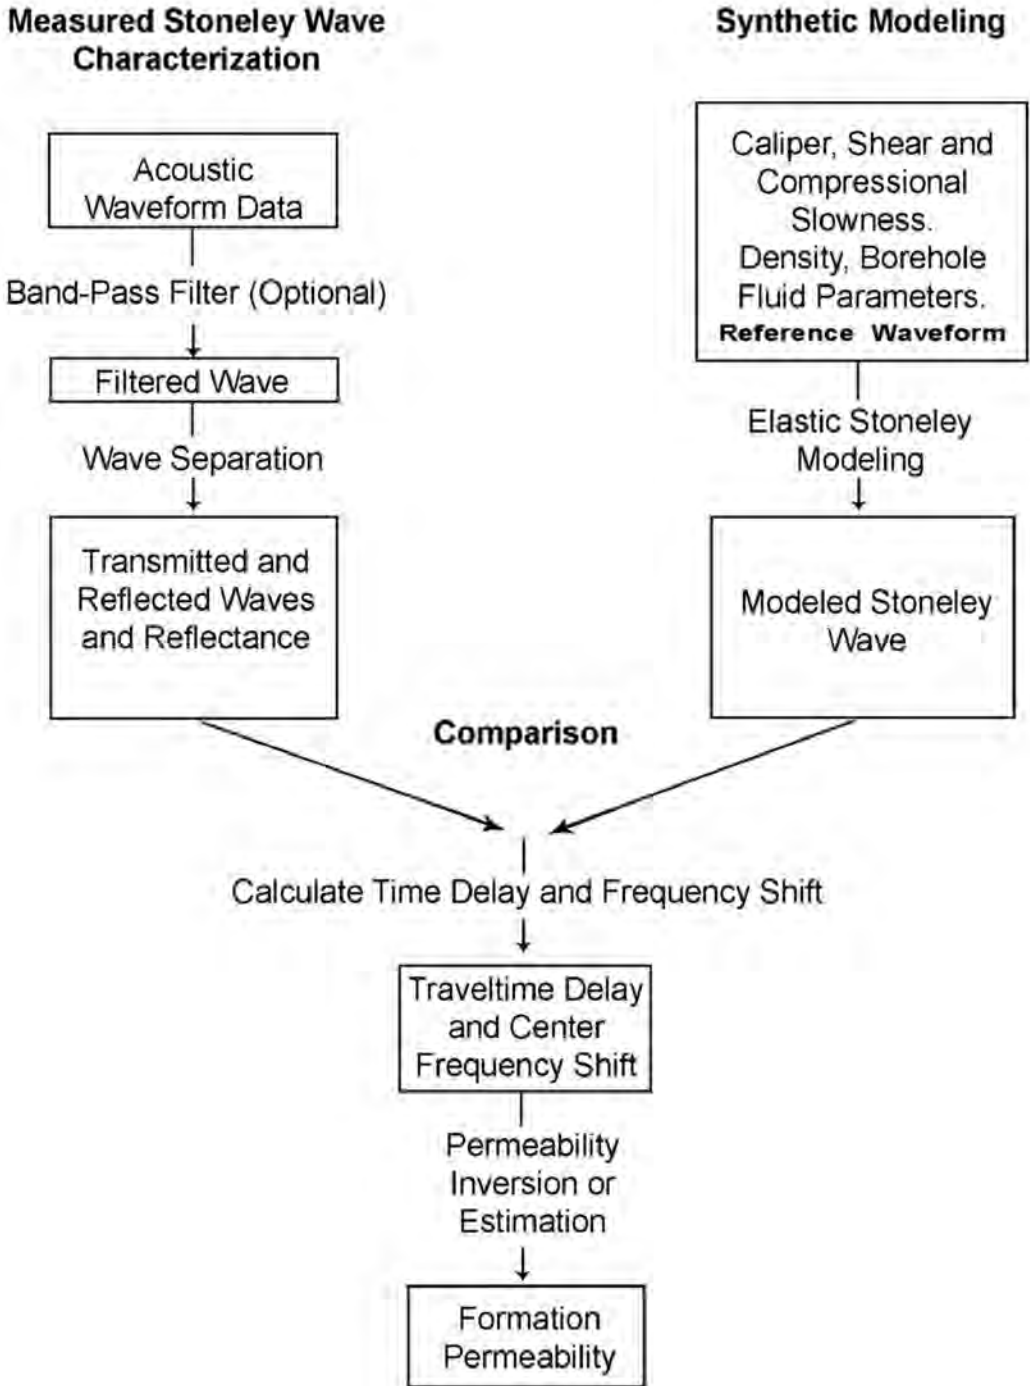 Measured Stoneley Wave
Characterization
Acoustic
Waveform Data
Band-Pass Filter (Optional)
Filtered Wave
Wave Separation
Transmitted and
Reflected Waves
and Reflectance
Synthetic Modeling
Caliper, Shear and
Compressional
Slowness.
Density, Borehole
Fluid Parameters.
Reference Waveform
Elastic Stoneley
Modeling
Modeled Stoneley
Wave
Comparison
Calculate Time Delay and Frequency Shift
Traveltime Delay
and Center
Frequency Shift
Permeability
Inversion or
Estimation
Formation
Permeability